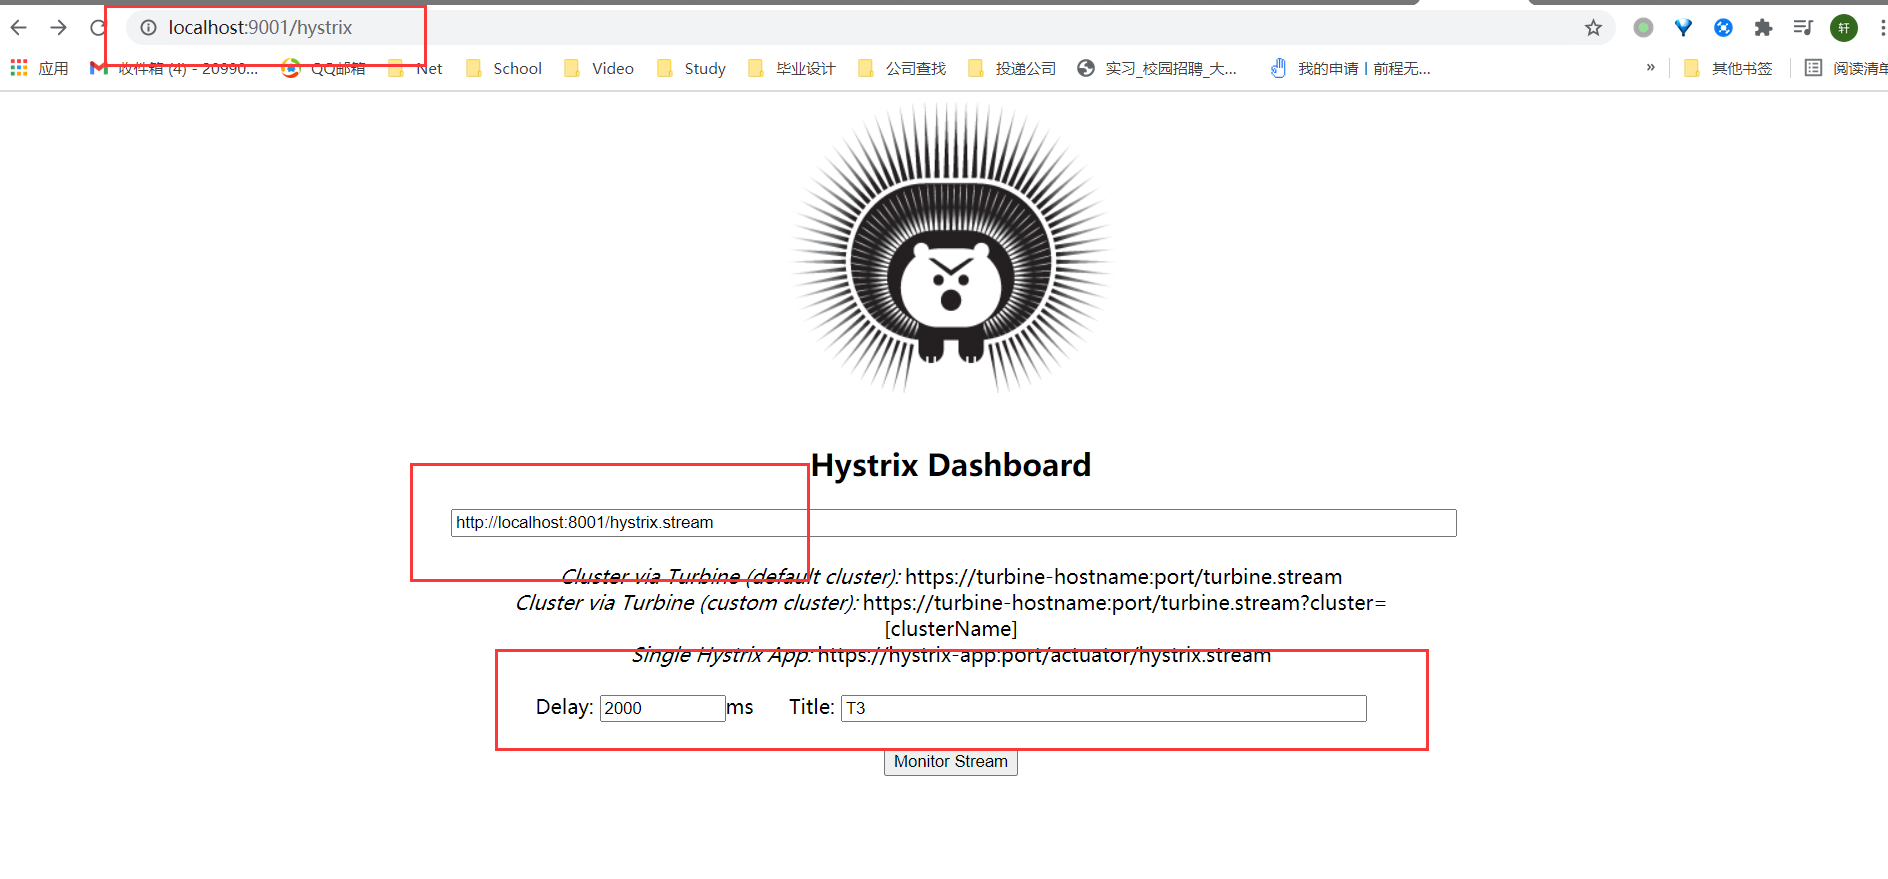 localhost:9001/hystrix
轩
应用 收件箱 (4) - 20990... QQ邮箱 Net School Video Study 毕业设计 公司查找 投递公司 实习_校园招聘_大... 我的申请丨前程无... » 其他书签 阅读清单
Hystrix Dashboard
http://localhost:8001/hystrix.stream
Cluster via Turbine (default cluster): https://turbine-hostname:port/turbine.stream
Cluster via Turbine (custom cluster): https://turbine-hostname:port/turbine.stream?cluster=
[clusterName]
Single Hystrix App: https://hystrix-app:port/actuator/hystrix.stream
Delay: 2000 ms Title: T3
Monitor Stream